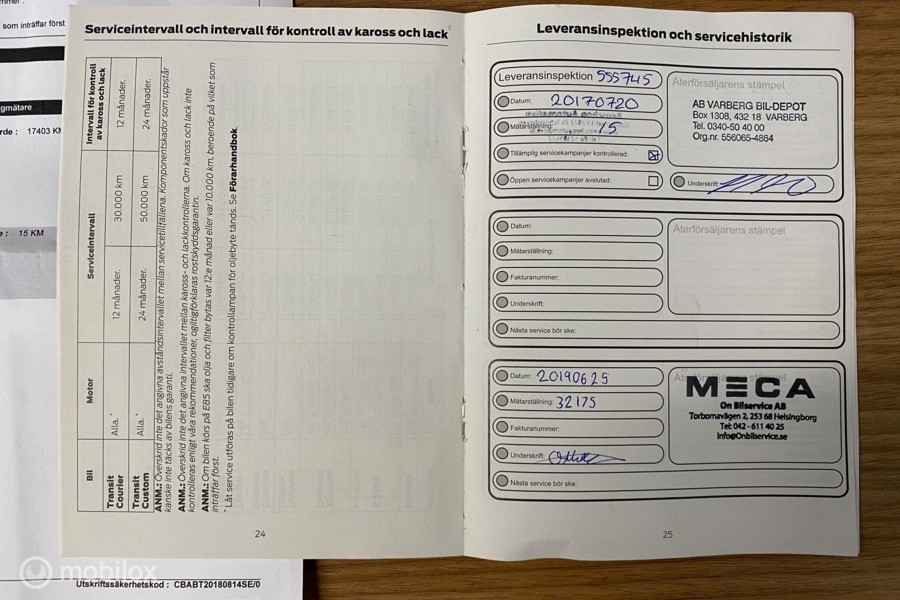 som inträffar först
gmätare
17403 KM
15 KM
Utskriftssäkerhetskod : CBABT20180814SE/0
mobilox
Serviceintervall och intervall för kontroll av kaross och lack
Bil
Motor
Serviceintervall
Intervall för kontroll
av kaross och lack
Transit
Courier
Alla.*
12 månader.
30.000 km
12 månader.
Transit
Custom
Alla.*
24 månader.
50.000 km
24 månader.
ANM.: Överskrid inte det angivna avståndsintervallet mellan servicetillfällena. Komponentskador som uppstår
kanske inte täcks av bilens garanti.
ANM.: Överskrid inte det angivna intervallet mellan kaross- och lackkontrollerna. Om kaross och lack inte
kontrolleras enligt våra rekommendationer, ogiltigförklaras rostskyddsgarantin.
ANM.: Om bilen körs på E85 ska olja och filter bytas var 12:e månad eller var 10.000 km, beroende på vilket som
inträffar först.
* Låt service utföras på bilen tidigare om kontrollampan för oljebyte tänds. Se Förarhandbok.
24
Leveransinspektion och servicehistorik
Leveransinspektion 555745
Datum: 20170720
Mätarställning: 15
Tillämplig servicekampanjer kontrollerad:
Öppen servicekampanjer avslutad:
Återförsäljarens stämpel
AB VARBERG BIL-DEPOT
Box 1308, 432 18 VARBERG
Tel. 0340-50 40 00
Org.nr. 556065-4864
Underskrift:
Datum:
Mätarställning:
Fakturanummer:
Underskrift:
Nästa service bör ske:
Återförsäljarens stämpel
Datum: 20190625
Mätarställning: 32175
Fakturanummer:
Underskrift:
Nästa service bör ske:
Återförsäljarens stämpel
MECA
On Bilservice AB
Torbornavägen 2, 253 68 Helsingborg
Tel: 042 - 611 40 25
Info@Onbilservice.se
25